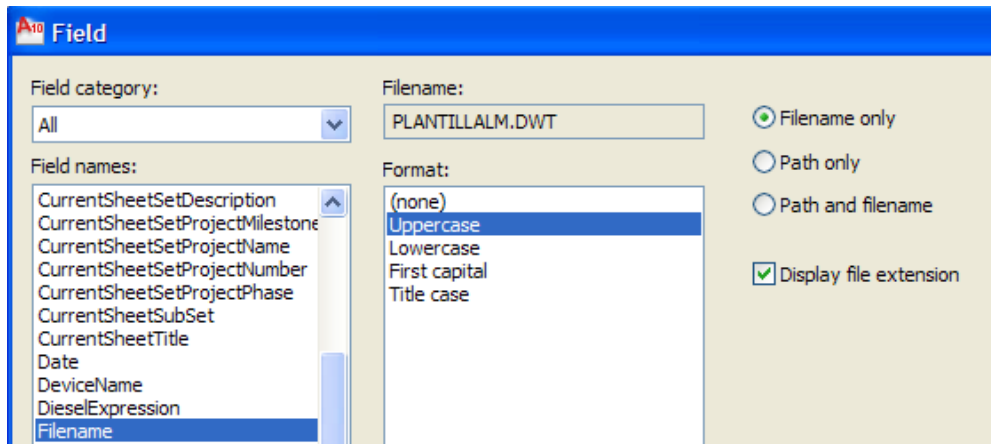 A10 Field
Field category:
All
Field names:
CurrentSheetSetDescription
CurrentSheetSetProjectMilestone
CurrentSheetSetProjectName
CurrentSheetSetProjectNumber
CurrentSheetSetProjectPhase
CurrentSheetSubSet
CurrentSheetTitle
Date
DeviceName
DieselExpression
Filename
Filename:
PLANTILLALM.DWT
Format:
(none)
Uppercase
Lowercase
First capital
Title case
Filename only
Path only
Path and filename
Display file extension